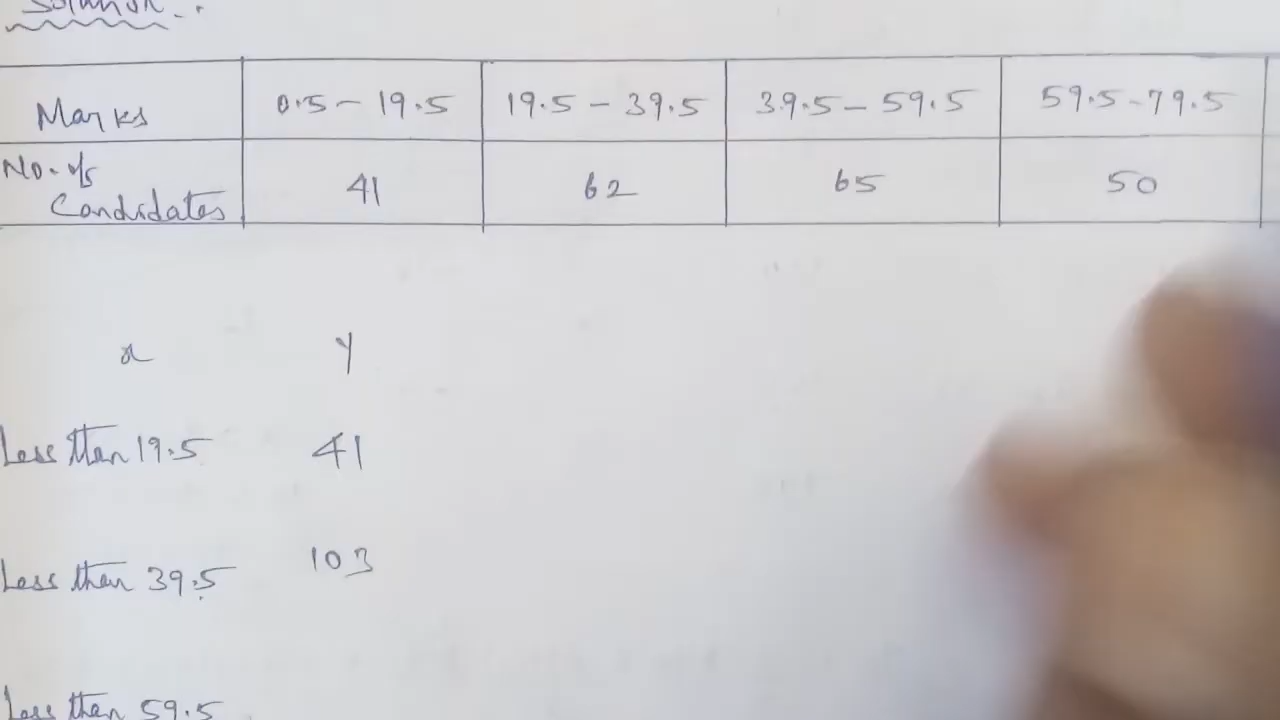 Solution :
Marks 0.5 - 19.5 19.5 - 39.5 39.5 - 59.5 59.5 - 79.5
No. of
Candidates 41 62 65 50
x y
Less than 19.5 41
Less than 39.5 103
Less than 59.5